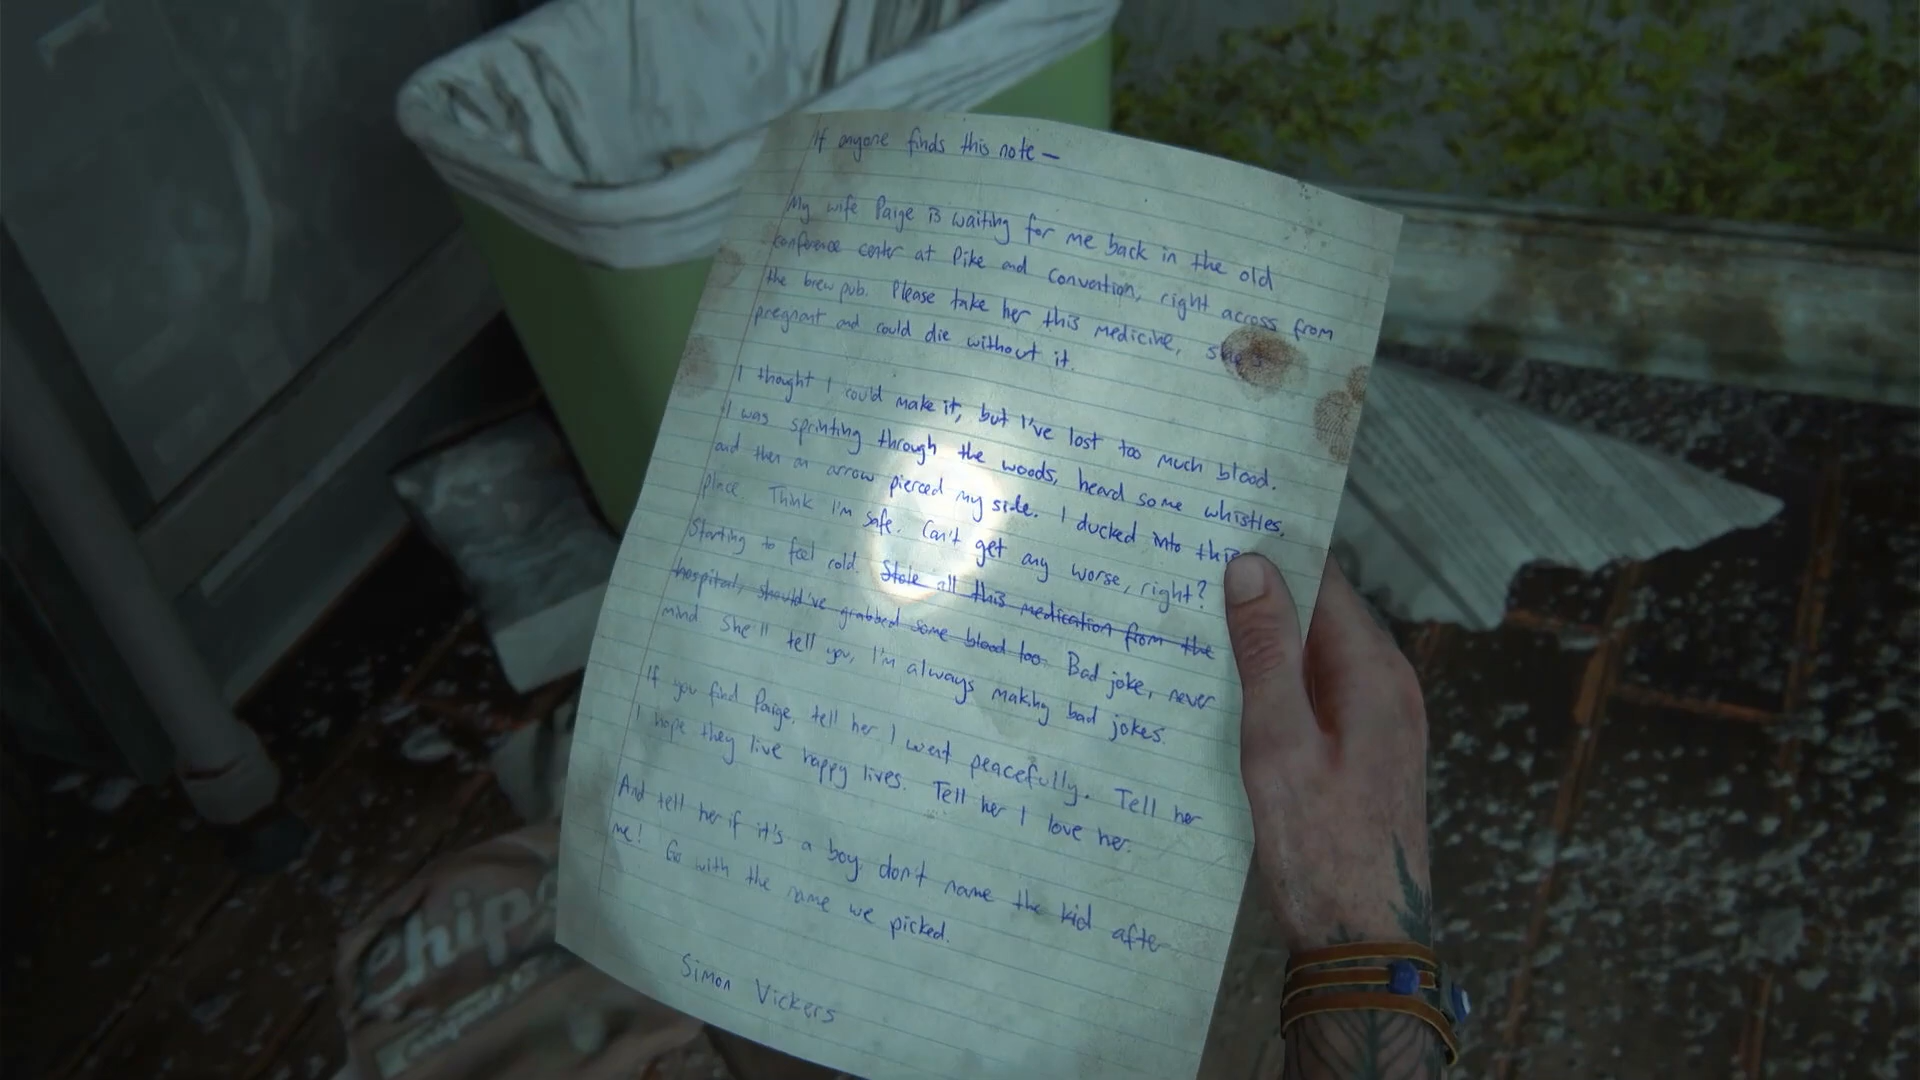 If anyone finds this note—
My wife Paige is waiting for me back in the old
conference center at Pike and Convention, right across from
the brew pub. Please take her this medicine, she's
pregnant and could die without it.
I thought I could make it, but I've lost too much blood.
I was sprinting through the woods, heard some whistles,
and then an arrow pierced my side. I ducked into this
place. Think I'm safe. Can't get any worse, right?
Starting to feel cold. Stole all this medication from the
hospital, should've grabbed some blood too. Bad joke, never
mind. She'll tell you, I'm always making bad jokes.
If you find Paige, tell her I went peacefully. Tell her
I hope they live happy lives. Tell her I love her.
And tell her if it's a boy don't name the kid after
me! Go with the name we picked.
Simon Vickers
chips